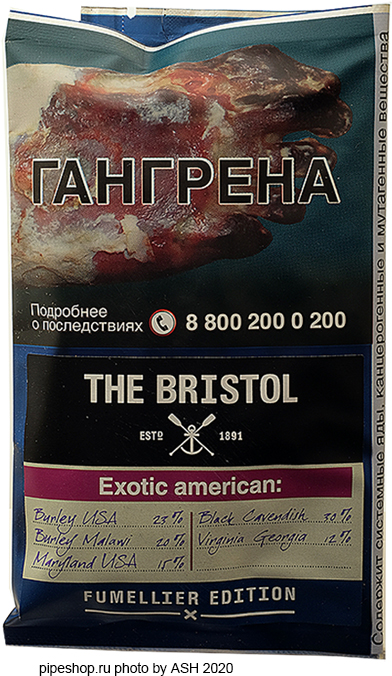 ГАНГРЕНА
Подробнее
о последствиях
8 800 200 0 200
Содержит системные яды, канцерогенные и мутагенные вещества
THE BRISTOL
ESTD 1891
Exotic american:
Burley USA 23%
Burley Malawi 20%
Maryland USA 15%
Black Cavendish 30%
Virginia Georgia 12%
FUMELLIER EDITION
pipeshop.ru photo by ASH 2020